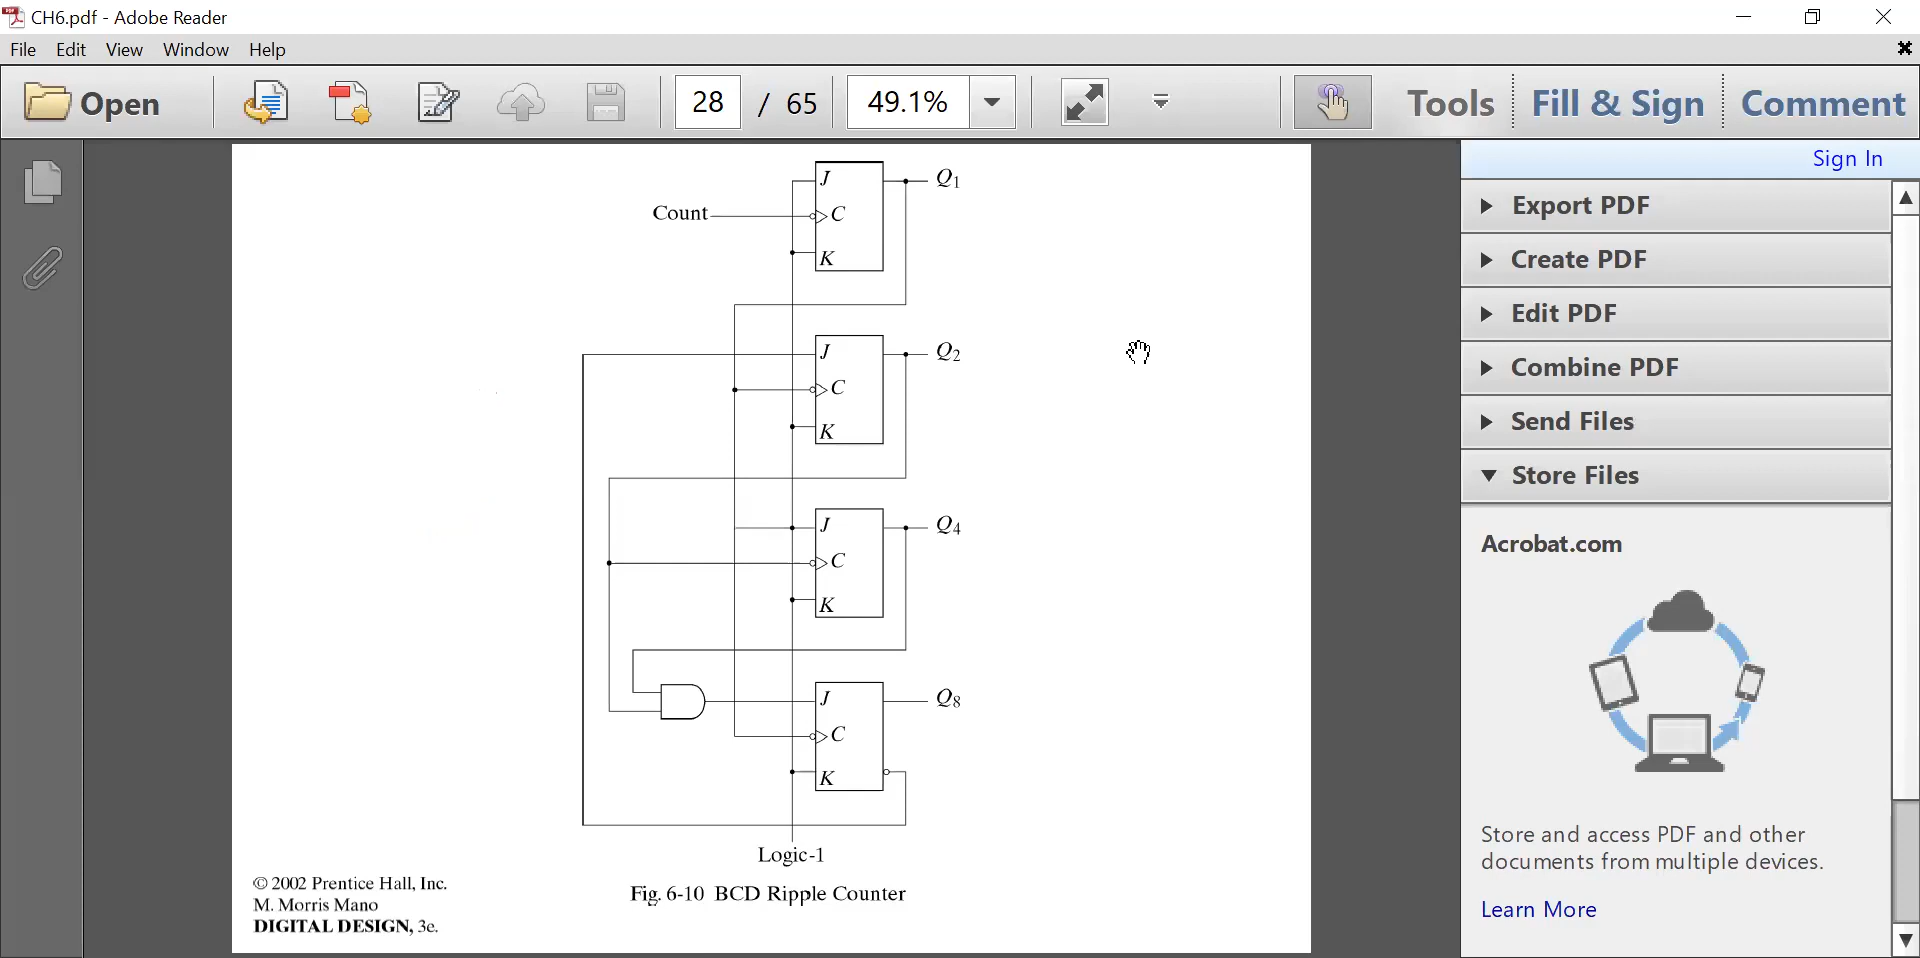 CH6.pdf - Adobe Reader
File Edit View Window Help
Open 28 / 65 49.1% Tools Fill & Sign Comment
Sign In
Export PDF
Create PDF
Edit PDF
Combine PDF
Send Files
Store Files
Acrobat.com
Store and access PDF and other
documents from multiple devices.
Learn More
J Q1
Count C
K
J Q2
C
K
J Q4
C
K
J Q8
C
K
Logic-1
Fig. 6-10 BCD Ripple Counter
© 2002 Prentice Hall, Inc.
M. Morris Mano
DIGITAL DESIGN, 3e.